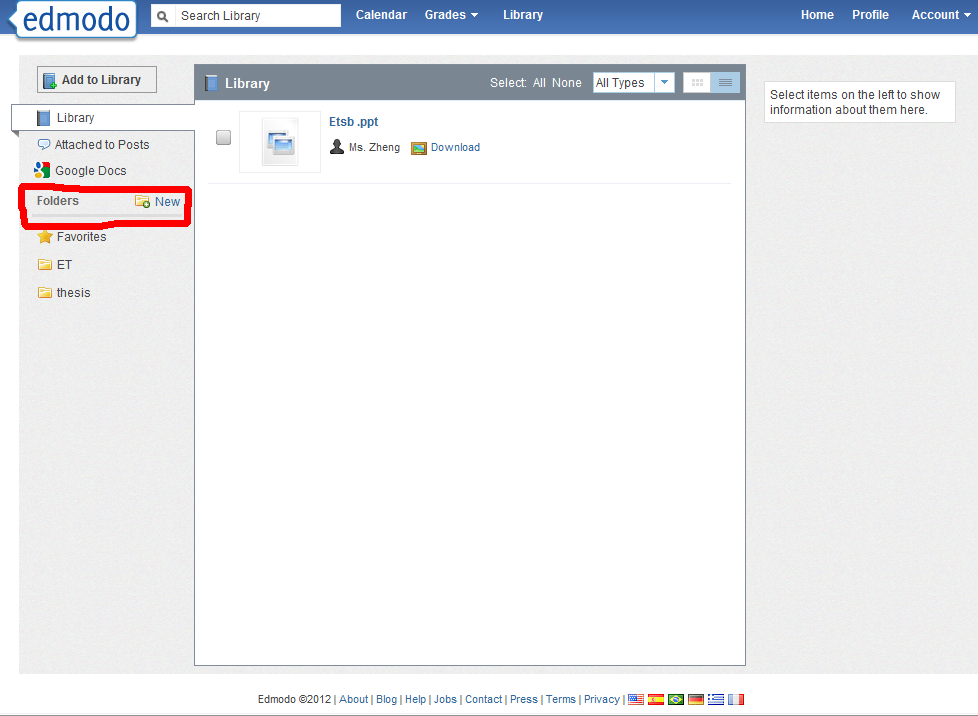 edmodo
Search Library
Calendar Grades Library
Home Profile Account
Add to Library
Library
Attached to Posts
Google Docs
Folders New
Favorites
ET
thesis
Library Select: All None All Types
Etsb .ppt
Ms. Zheng Download
Select items on the left to show
information about them here.
Edmodo ©2012 | About | Blog | Help | Jobs | Contact | Press | Terms | Privacy |